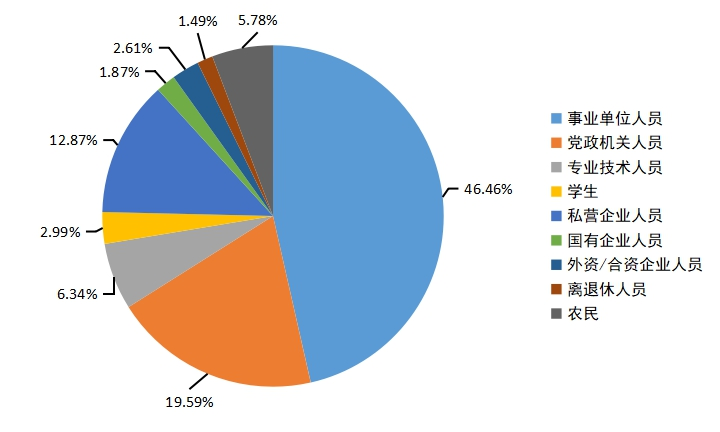 1.49%
5.78%
2.61%
1.87%
12.87%
46.46%
2.99%
6.34%
19.59%
事业单位人员
党政机关人员
专业技术人员
学生
私营企业人员
国有企业人员
外资/合资企业人员
离退休人员
农民